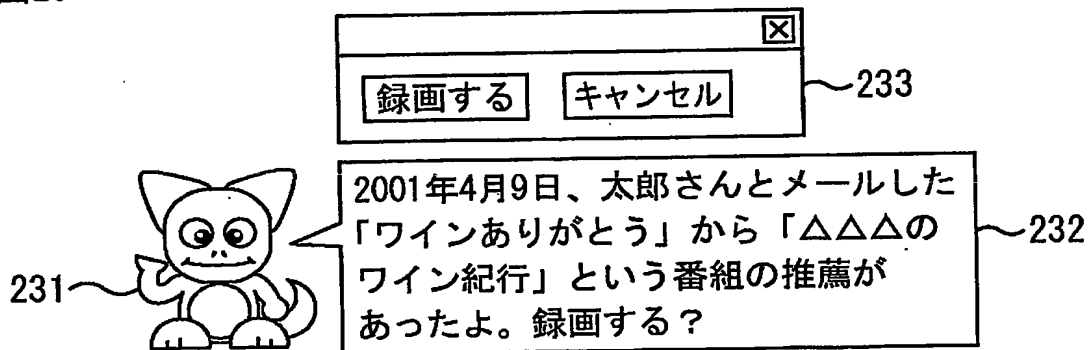 録画する キャンセル
233
2001年4月9日、太郎さんとメールした
「ワインありがとう」から「△△△の
ワイン紀行」という番組の推薦が
あったよ。録画する？
232
231